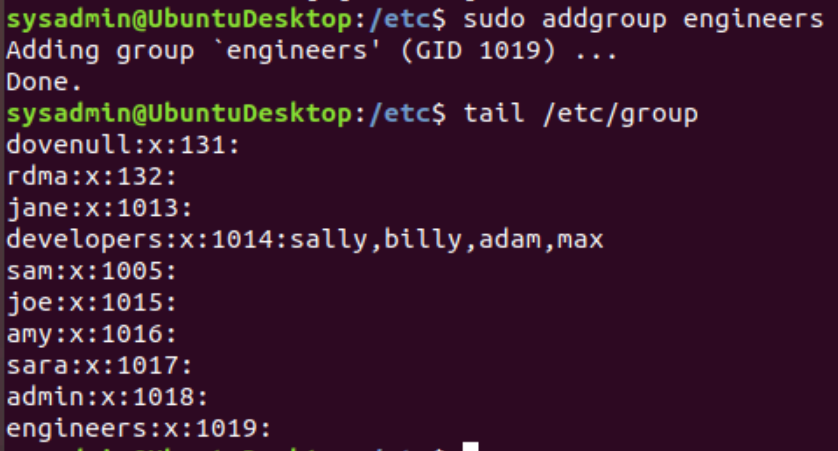 sysadmin@UbuntuDesktop:/etc$ sudo addgroup engineers
Adding group `engineers' (GID 1019) ...
Done.
sysadmin@UbuntuDesktop:/etc$ tail /etc/group
dovenull:x:131:
rdma:x:132:
jane:x:1013:
developers:x:1014:sally,billy,adam,max
sam:x:1005:
joe:x:1015:
amy:x:1016:
sara:x:1017:
admin:x:1018:
engineers:x:1019: